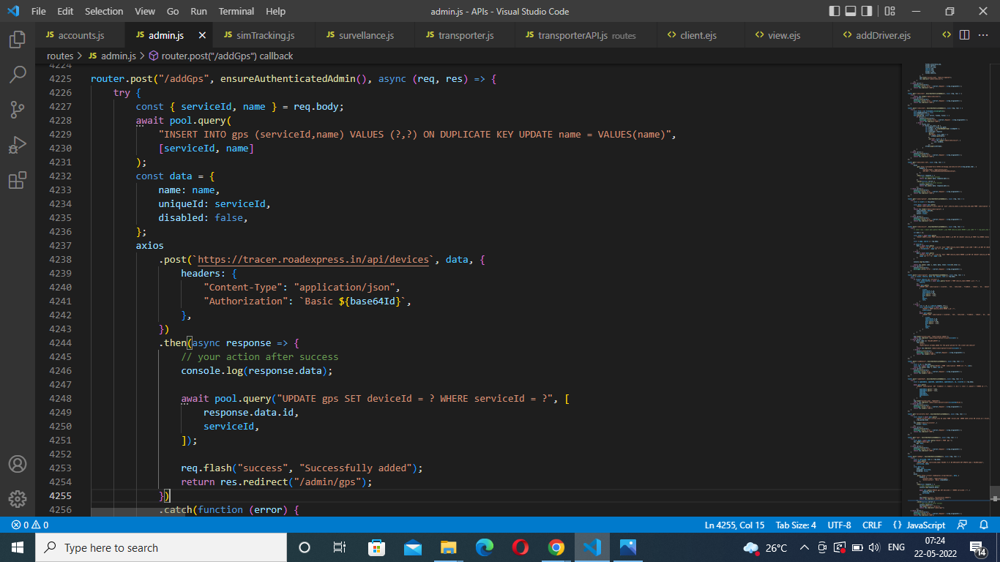 File Edit Selection View Go Run Terminal Help admin.js - APIs - Visual Studio Code
JS accounts.js JS admin.js JS simTracking.js JS survellance.js JS transporter.js JS transporterAPI.js routes <> client.ejs <> view.ejs <> addDriver.ejs <>
routes > JS admin.js > router.post("/addGps") callback
4224
4225 router.post("/addGps", ensureAuthenticatedAdmin(), async (req, res) => {
4226 try {
4227 const { serviceId, name } = req.body;
4228 await pool.query(
4229 "INSERT INTO gps (serviceId,name) VALUES (?,?) ON DUPLICATE KEY UPDATE name = VALUES(name)",
4230 [serviceId, name]
4231 );
4232 const data = {
4233 name: name,
4234 uniqueId: serviceId,
4235 disabled: false,
4236 };
4237 axios
4238 .post(`https://tracer.roadexpress.in/api/devices`, data, {
4239 headers: {
4240 "Content-Type": "application/json",
4241 "Authorization": `Basic ${base64Id}`,
4242 },
4243 })
4244 .then(async response => {
4245 // your action after success
4246 console.log(response.data);
4247
4248 await pool.query("UPDATE gps SET deviceId = ? WHERE serviceId = ?", [
4249 response.data.id,
4250 serviceId,
4251 ]);
4252
4253 req.flash("success", "Successfully added");
4254 return res.redirect("/admin/gps");
4255 })
4256 .catch(function (error) {
0 0 Ln 4255, Col 15 Tab Size: 4 UTF-8 CRLF {} JavaScript
Type here to search 26°C ENG 07:24
22-05-2022 14